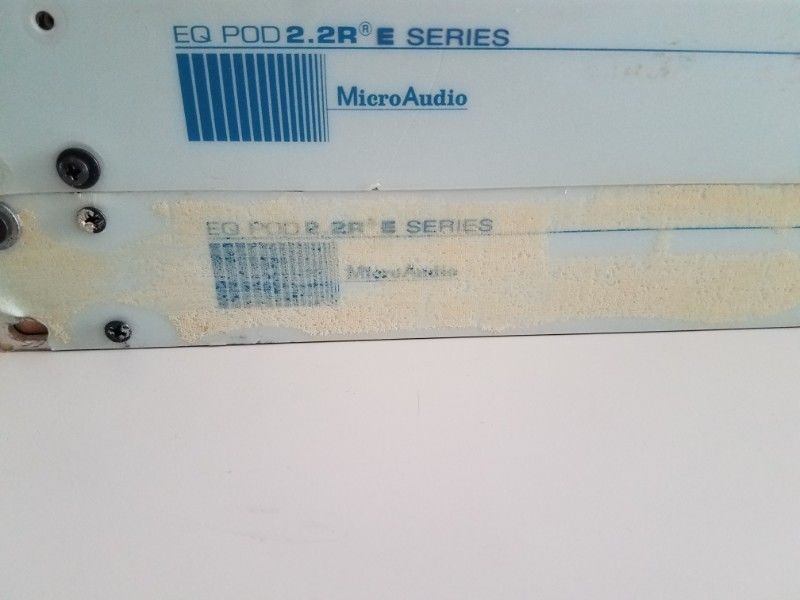 EQ POD 2.2R® E SERIES
MicroAudio
EQ POD 2.2R® E SERIES
MicroAudio